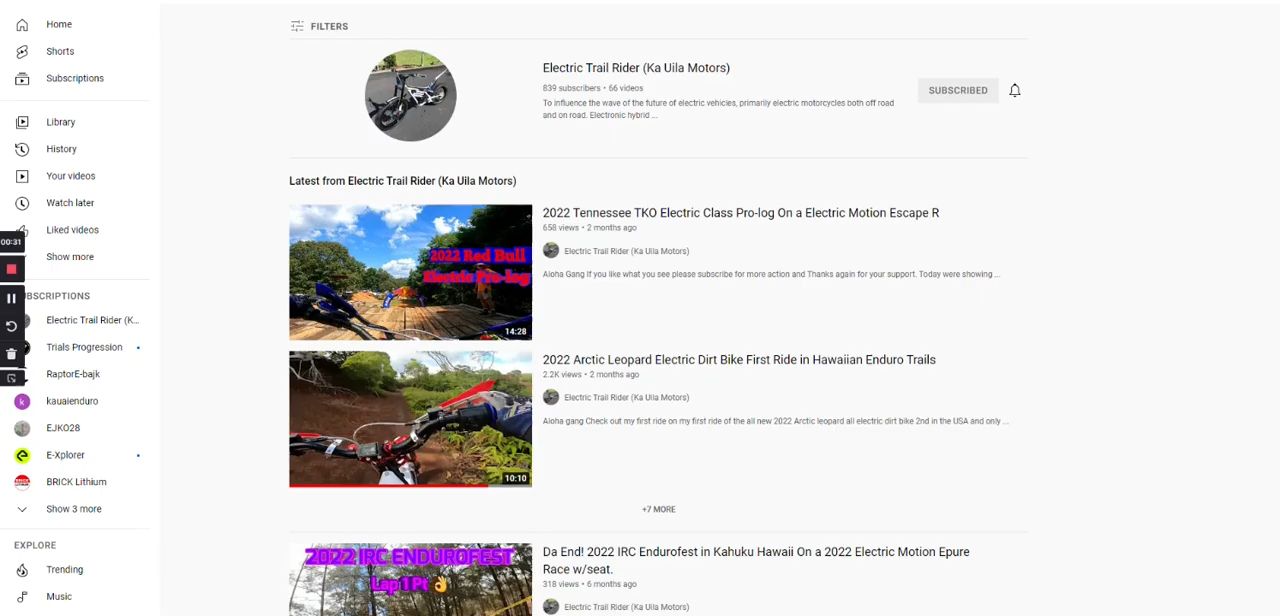 Home
Shorts
Subscriptions
Library
History
Your videos
Watch later
Liked videos
00:31
Show more
UBSCRIPTIONS
Electric Trail Rider (K...
Trials Progression
RaptorE-bajk
k
kauaienduro
EJKO28
E-Xplorer
BRICK Lithium
Show 3 more
EXPLORE
Trending
Music
FILTERS
Electric Trail Rider (Ka Uila Motors)
839 subscribers • 66 videos
To influence the wave of the future of electric vehicles, primarily electric motorcycles both off road
and on road. Electronic hybrid ...
SUBSCRIBED
Latest from Electric Trail Rider (Ka Uila Motors)
2022 Red Bull
Electric Pro-log
14:28
2022 Tennessee TKO Electric Class Pro-log On a Electric Motion Escape R
658 views • 2 months ago
Electric Trail Rider (Ka Uila Motors)
Aloha Gang If you like what you see please subscribe for more action and Thanks again for your support. Today were showing ...
10:10
2022 Arctic Leopard Electric Dirt Bike First Ride in Hawaiian Enduro Trails
2.2K views • 2 months ago
Electric Trail Rider (Ka Uila Motors)
Aloha gang Check out my first ride on my first ride of the all new 2022 Arctic leopard all electric dirt bike 2nd in the USA and only ...
+7 MORE
2022 IRC ENDUROFEST
Lap 1 Pt 👌
Da End! 2022 IRC Endurofest in Kahuku Hawaii On a 2022 Electric Motion Epure
Race w/seat.
318 views • 6 months ago
Electric Trail Rider (Ka Uila Motors)